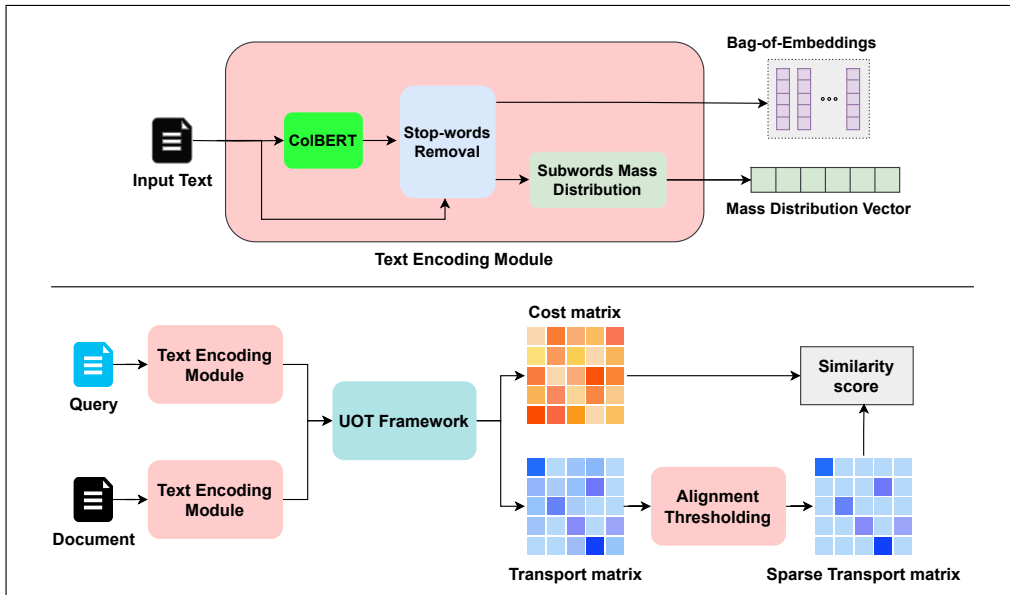 Bag-of-Embeddings
ColBERT
Stop-words
Removal
Input Text
Subwords Mass
Distribution
Mass Distribution Vector
Text Encoding Module
Cost matrix
Text Encoding
Module
Query
UOT Framework
Similarity
score
Text Encoding
Module
Document
Alignment
Thresholding
Transport matrix
Sparse Transport matrix